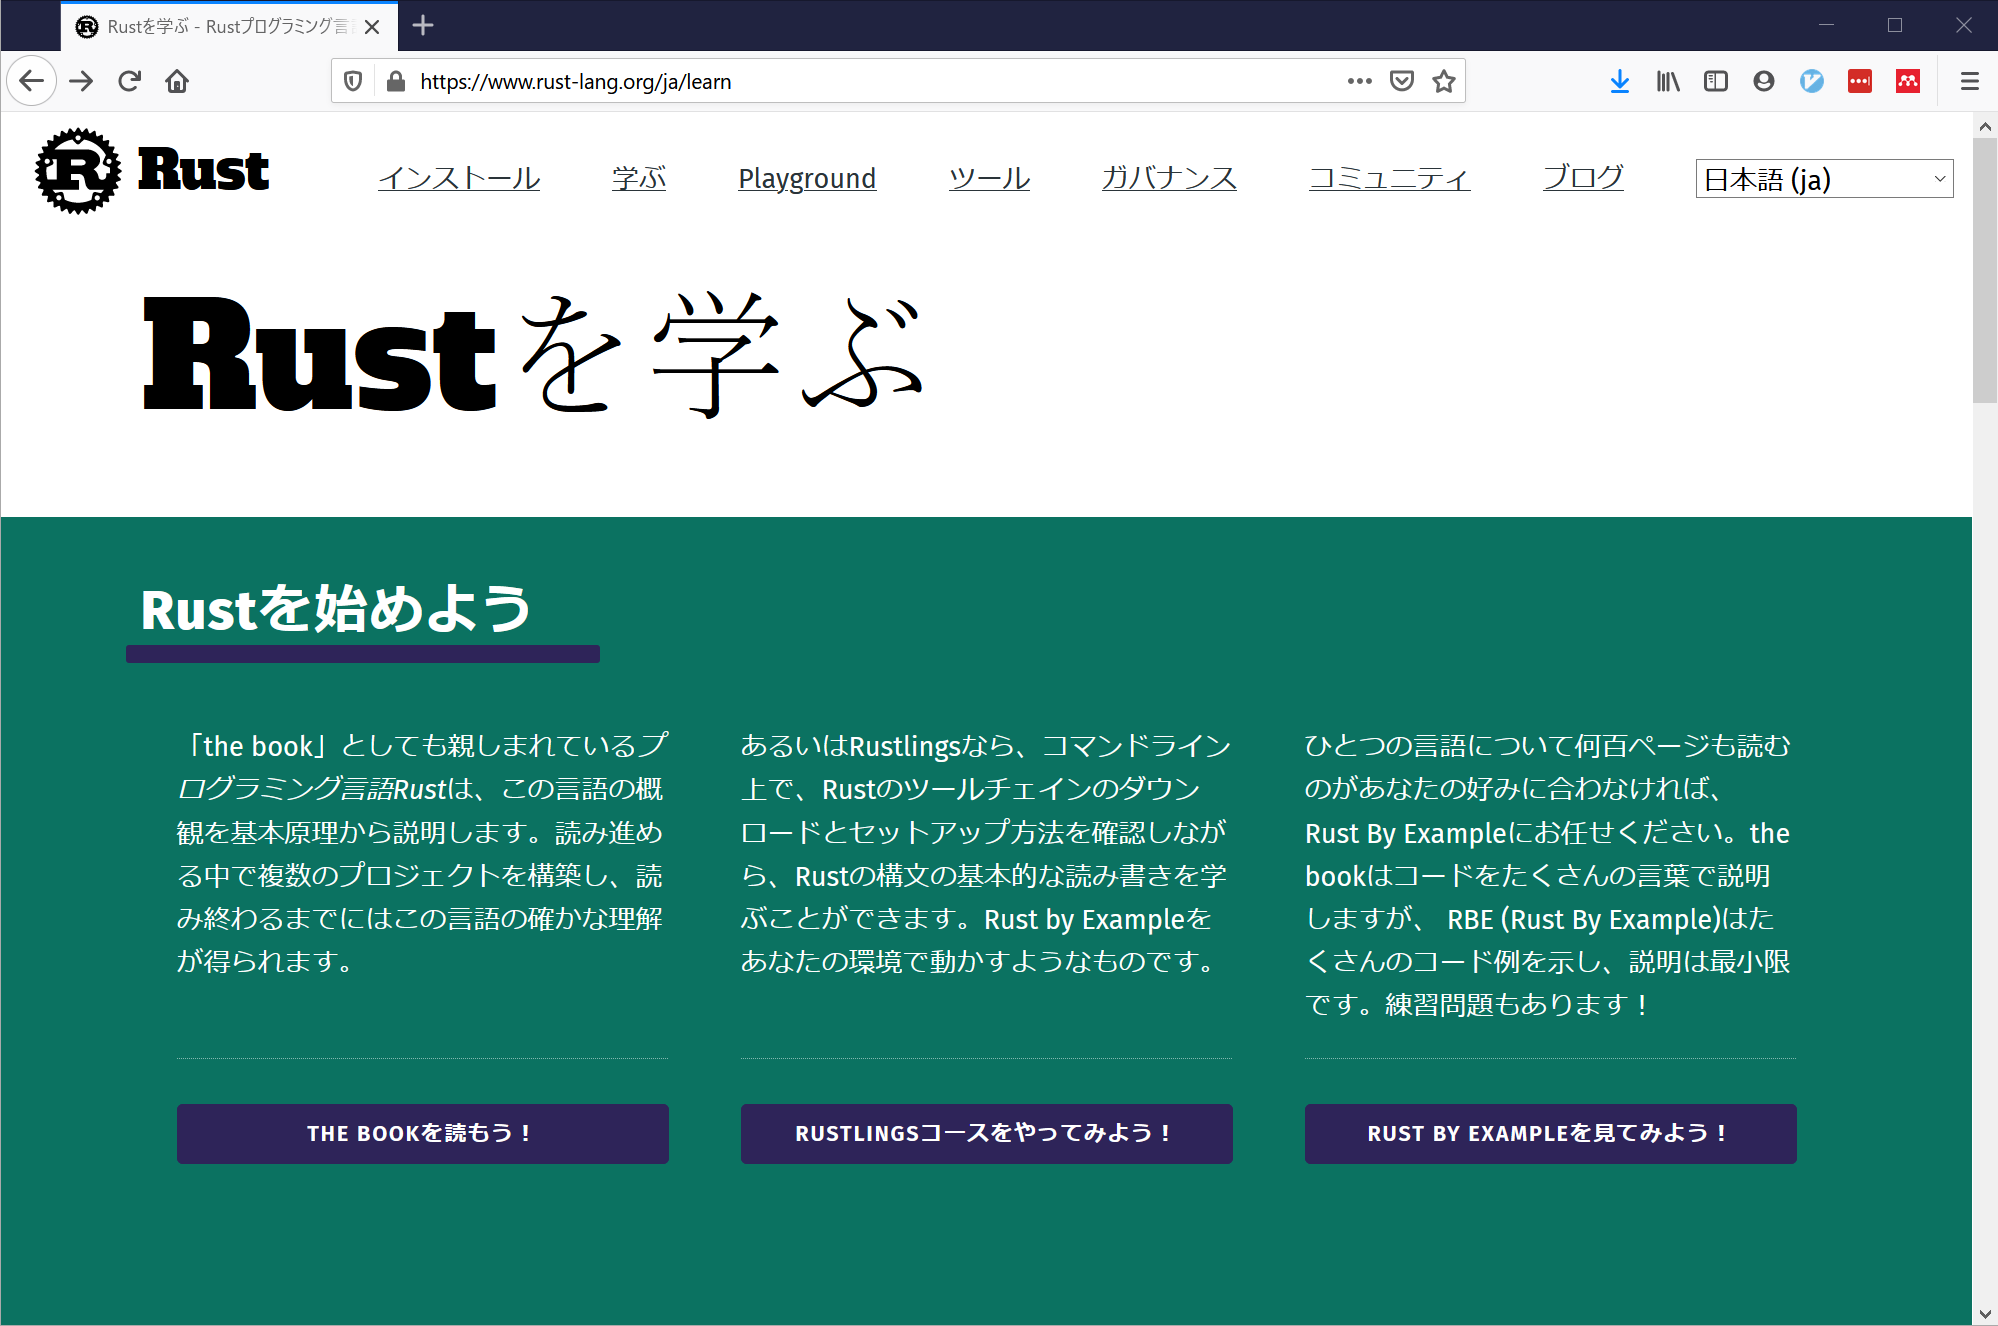 Rustを学ぶ - Rustプログラミング言
https://www.rust-lang.org/ja/learn
Rust
インストール
学ぶ
Playground
ツール
ガバナンス
コミュニティ
ブログ
日本語 (ja)
Rustを学ぶ
Rustを始めよう
「the book」としても親しまれているプ
ログラミング言語Rustは、この言語の概
観を基本原理から説明します。読み進め
る中で複数のプロジェクトを構築し、読
み終わるまでにはこの言語の確かな理解
が得られます。
THE BOOKを読もう！
あるいはRustlingsなら、コマンドライン
上で、Rustのツールチェインのダウン
ロードとセットアップ方法を確認しなが
ら、Rustの構文の基本的な読み書きを学
ぶことができます。Rust by Exampleを
あなたの環境で動かすようなものです。
RUSTLINGSコースをやってみよう！
ひとつの言語について何百ページも読む
のがあなたの好みに合わなければ、
Rust By Exampleにお任せください。the
bookはコードをたくさんの言葉で説明
しますが、 RBE (Rust By Example)はた
くさんのコード例を示し、説明は最小限
です。練習問題もあります！
RUST BY EXAMPLEを見てみよう！